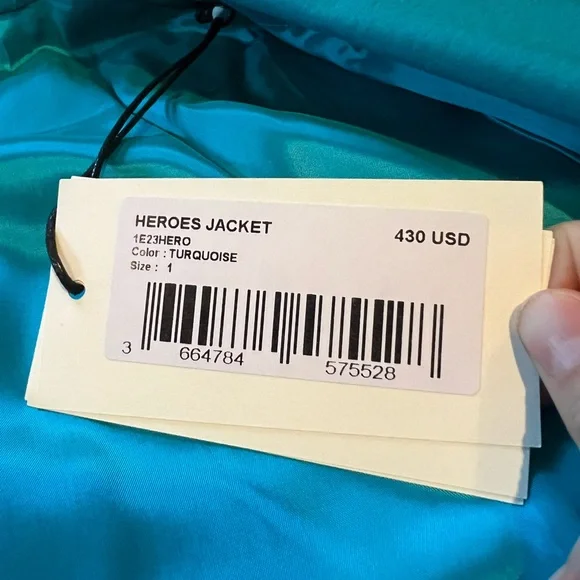 HEROES JACKET 430 USD
1E23HERO
Color : TURQUOISE
Size : 1
3 664784 575528